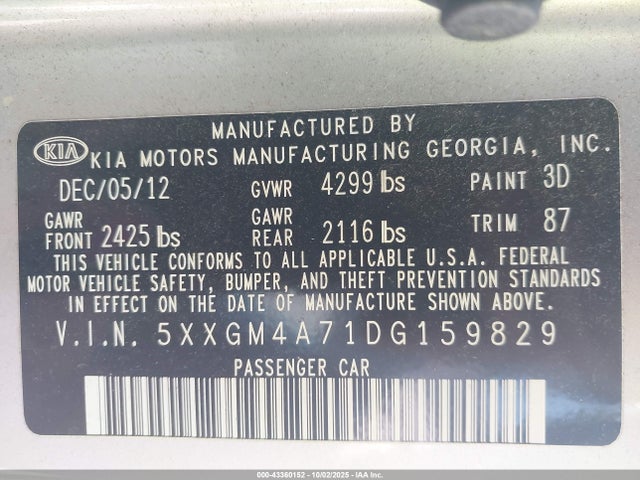 MANUFACTURED BY
KIA KIA MOTORS MANUFACTURING GEORGIA, INC.
DEC/05/12 GVWR 4299 lbs PAINT 3D
GAWR FRONT 2425 lbs GAWR REAR 2116 lbs TRIM 87
THIS VEHICLE CONFORMS TO ALL APPLICABLE U.S.A. FEDERAL
MOTOR VEHICLE SAFETY, BUMPER, AND THEFT PREVENTION STANDARDS
IN EFFECT ON THE DATE OF MANUFACTURE SHOWN ABOVE.
V.I.N. 5XXGM4A71DG159829
PASSENGER CAR
000-43360152 - 10/02/2025 - IAA Inc.